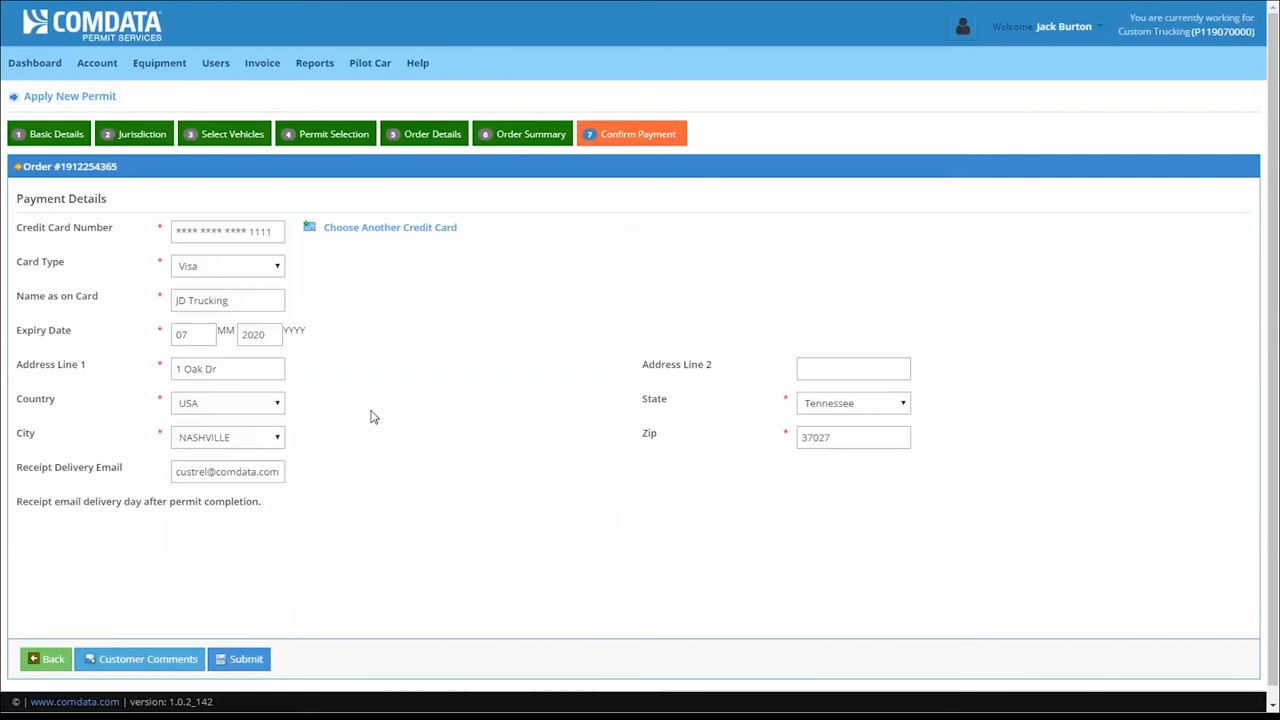 COMDATA
PERMIT SERVICES
Welcome Jack Burton
You are currently working for
Custom Trucking (P119070000)
Dashboard Account Equipment Users Invoice Reports Pilot Car Help
Apply New Permit
1 Basic Details 2 Jurisdiction 3 Select Vehicles 4 Permit Selection 5 Order Details 6 Order Summary 7 Confirm Payment
Order #1912254365
Payment Details
Credit Card Number * **** **** **** 1111 Choose Another Credit Card
Card Type * Visa
Name as on Card * JD Trucking
Expiry Date * 07 MM 2020 YYYY
Address Line 1 * 1 Oak Dr Address Line 2
Country * USA State * Tennessee
City * NASHVILLE Zip * 37027
Receipt Delivery Email custrel@comdata.com
Receipt email delivery day after permit completion.
Back Customer Comments Submit
© | www.comdata.com | version: 1.0.2_142